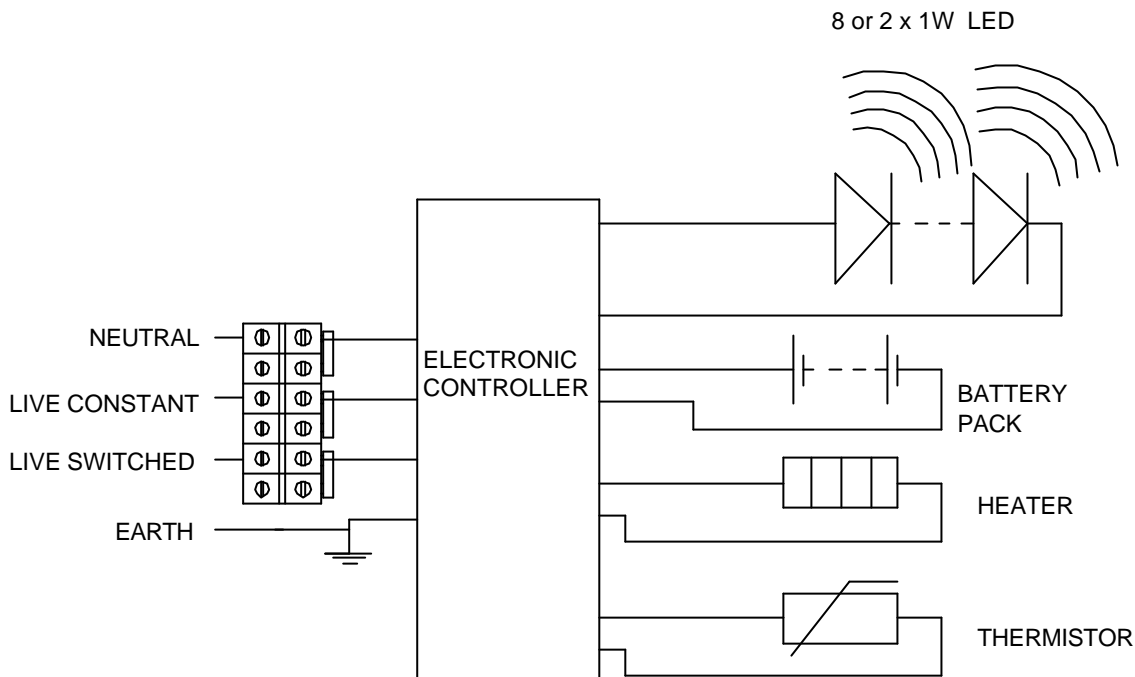 8 or 2 x 1W LED
NEUTRAL
LIVE CONSTANT
LIVE SWITCHED
EARTH
ELECTRONIC
CONTROLLER
BATTERY
PACK
HEATER
THERMISTOR